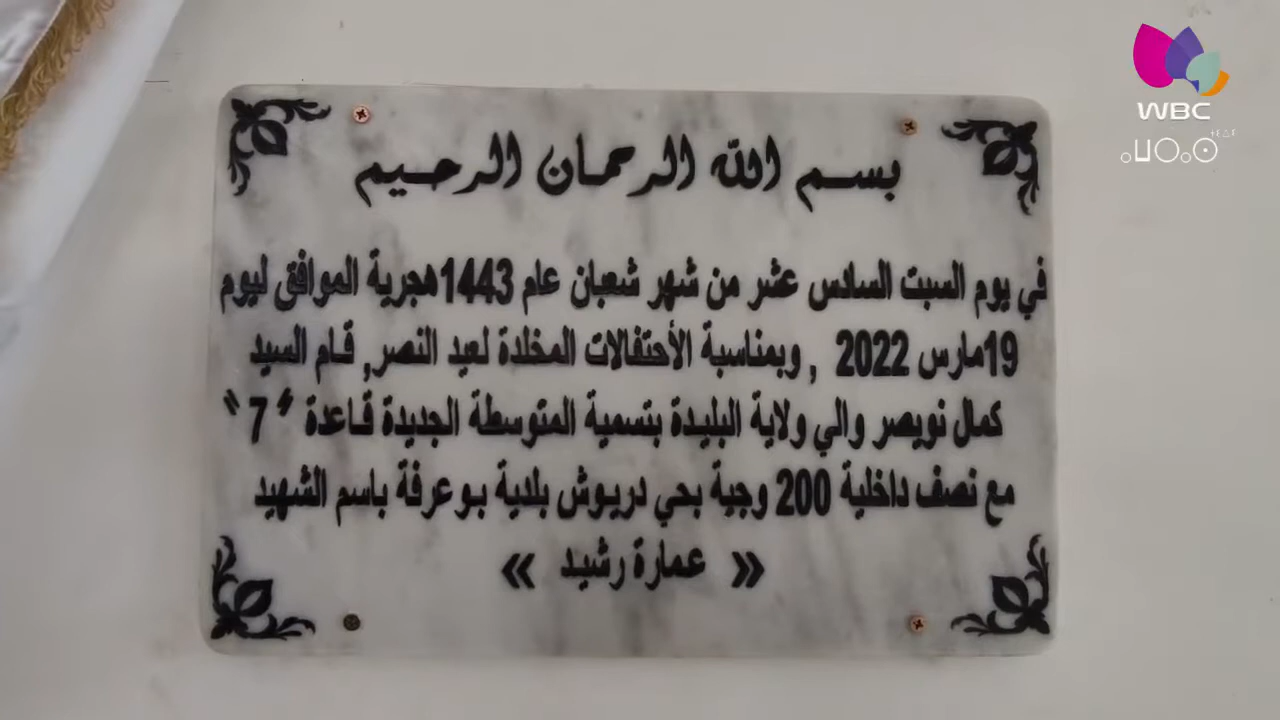 بسم الله الرحمان الرحيم
في يوم السبت السادس عشر من شهر شعبان عام 1443هجرية الموافق ليوم
19مارس 2022 , وبمناسبة الأحتفالات المخلدة لعيد النصر, قام السيد
كمال نويصر والي ولاية البليدة بتسمية المتوسطة الجديدة قاعدة "7"
مع نصف داخلية 200 وجبة بحي دريوش بلدية بوعرفة باسم الشهيد
« عمارة رشيد »
WBC
ⴰⵡⵔⴰⵙ